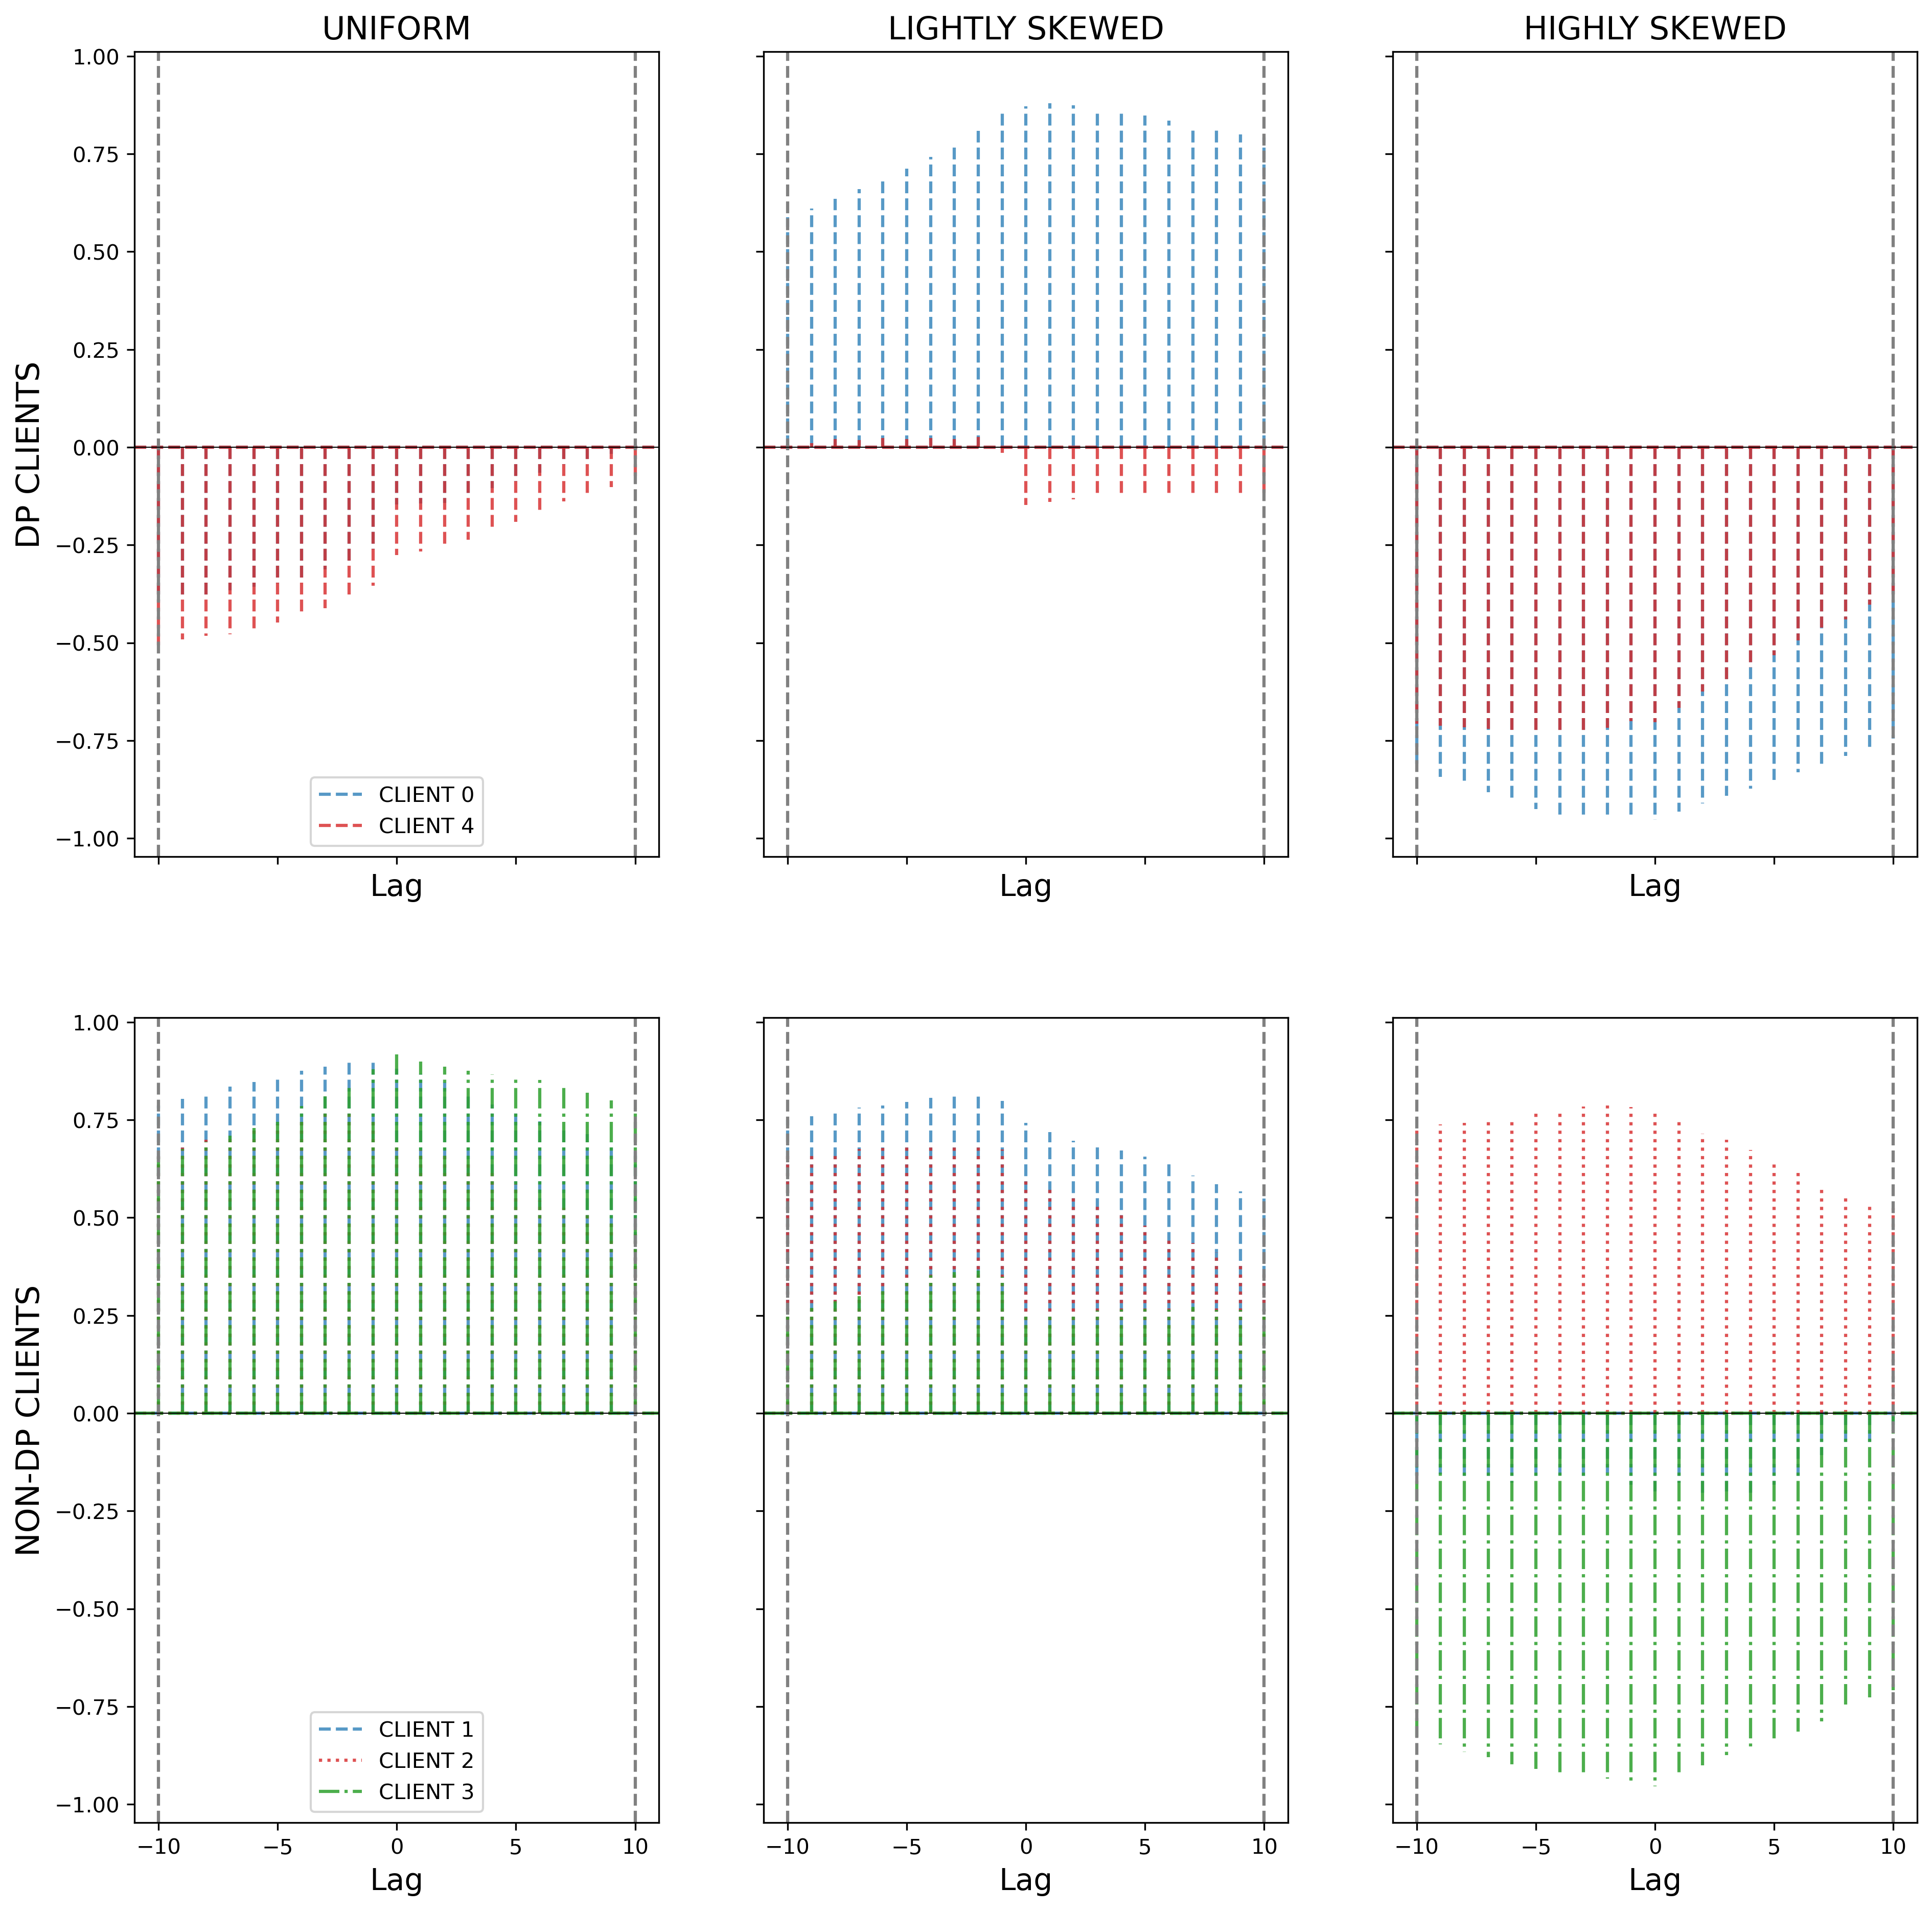 UNIFORM
LIGHTLY SKEWED
HIGHLY SKEWED
DP CLIENTS
1.00
0.75
0.50
0.25
0.00
−0.25
−0.50
−0.75
−1.00
CLIENT 0
CLIENT 4
Lag
Lag
Lag
NON-DP CLIENTS
1.00
0.75
0.50
0.25
0.00
−0.25
−0.50
−0.75
−1.00
CLIENT 1
CLIENT 2
CLIENT 3
−10 −5 0 5 10
−10 −5 0 5 10
−10 −5 0 5 10
Lag
Lag
Lag